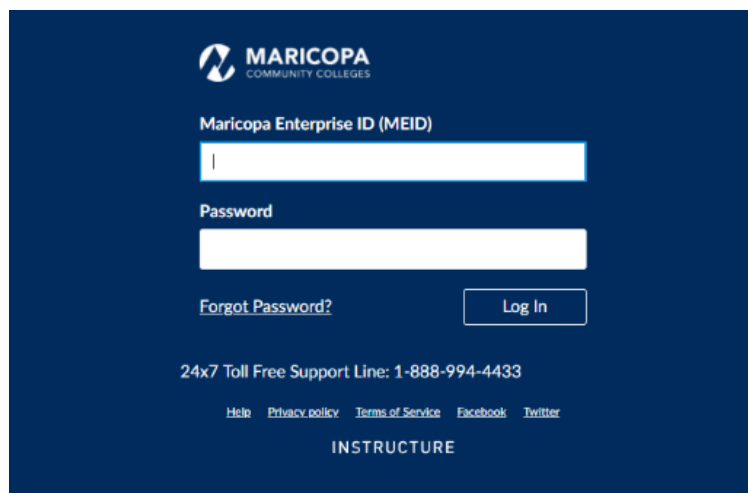 MARICOPA
COMMUNITY COLLEGES
Maricopa Enterprise ID (MEID)
Password
Forgot Password?
Log In
24x7 Toll Free Support Line: 1-888-994-4433
Help Privacy policy Terms of Service Facebook Twitter
INSTRUCTURE